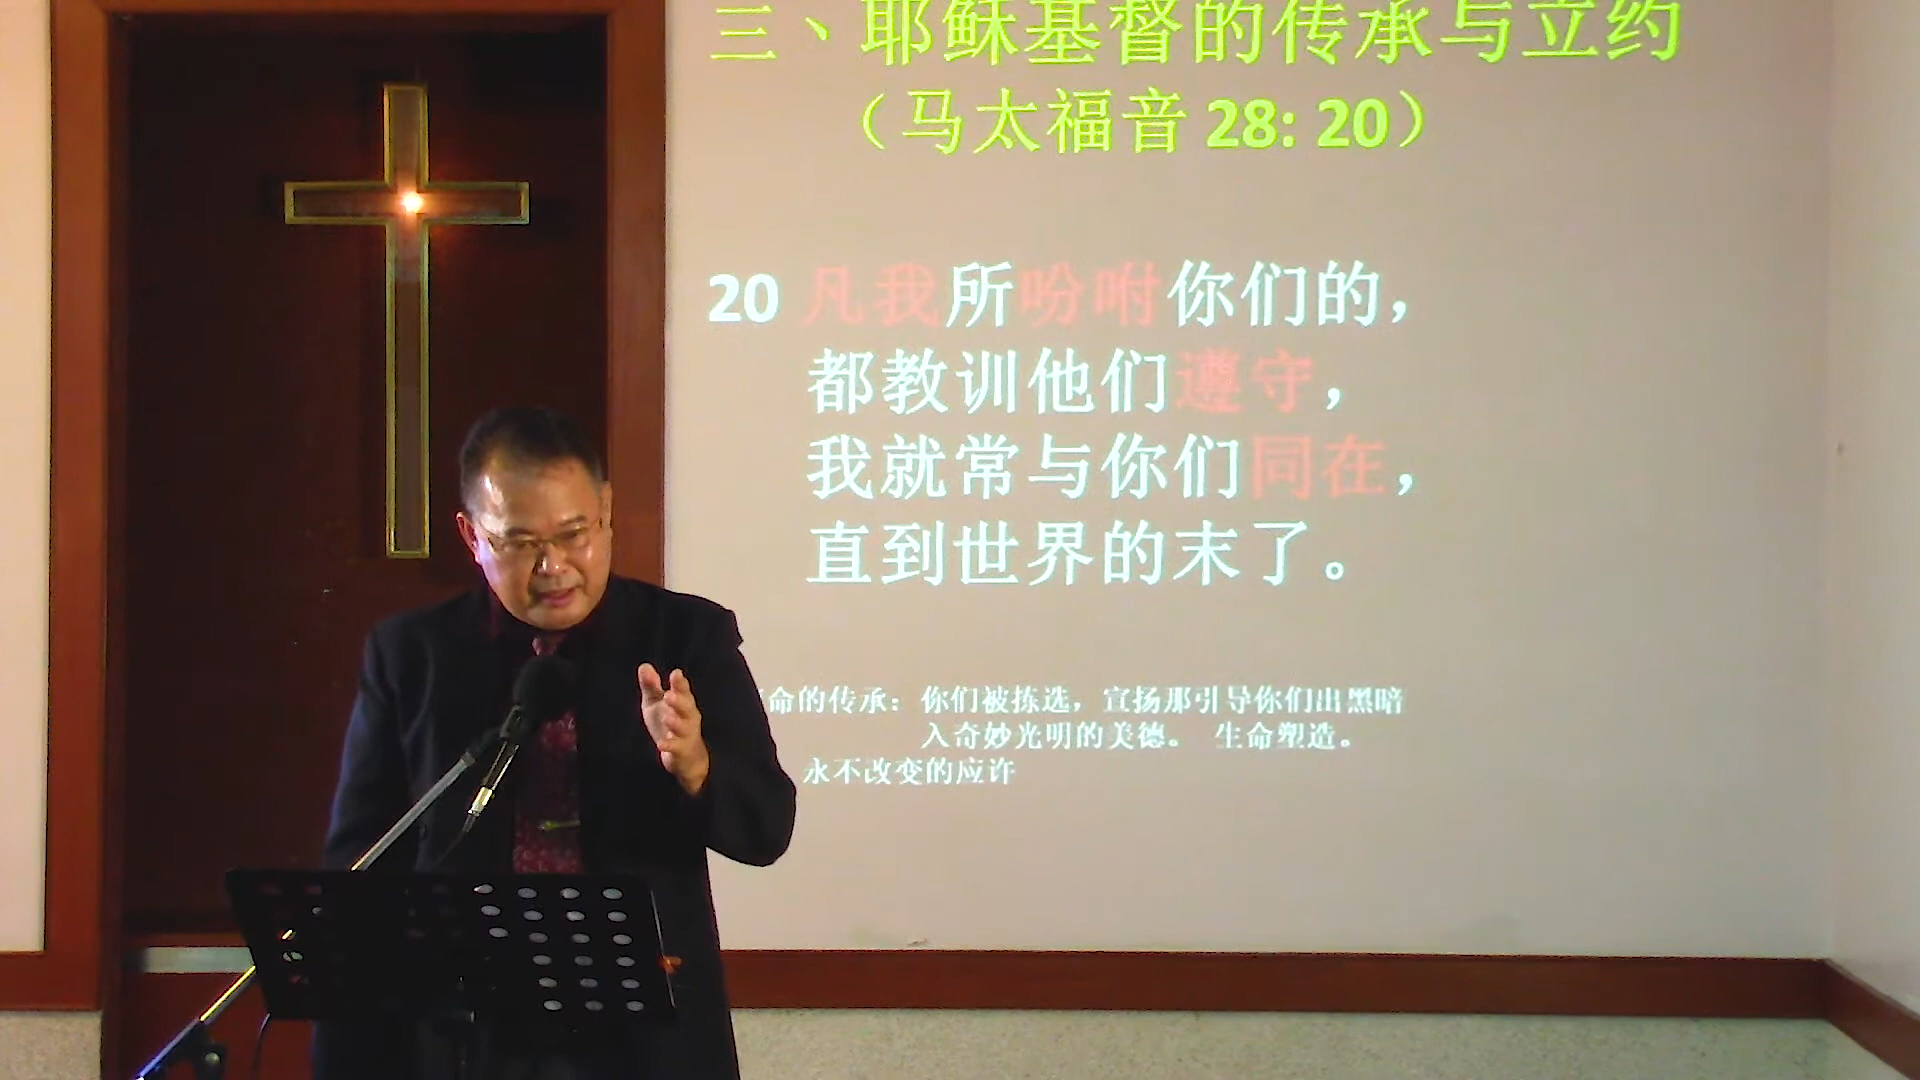 三、耶稣基督的传承与立约
（马太福音 28: 20）
20 凡我所吩咐你们的，
都教训他们遵守，
我就常与你们同在，
直到世界的末了。
命的传承：你们被拣选，宣扬那引导你们出黑暗
入奇妙光明的美德。 生命塑造。
永不改变的应许